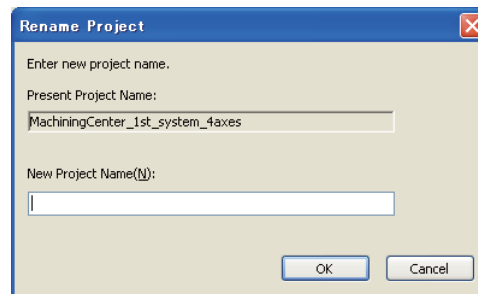 Rename Project
Enter new project name.
Present Project Name:
MachiningCenter_1st_system_4axes
New Project Name(N):
OK Cancel